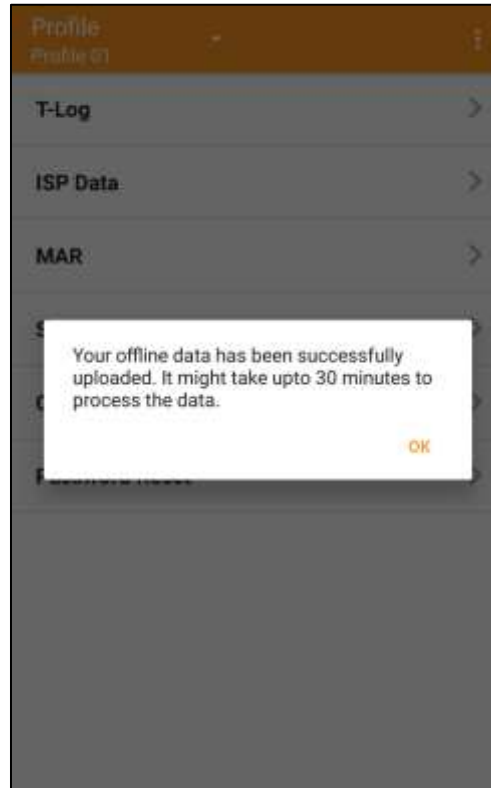 Profile
Profile 01
T-Log
ISP Data
MAR
S
Your offline data has been successfully
uploaded. It might take upto 30 minutes to
process the data.
OK